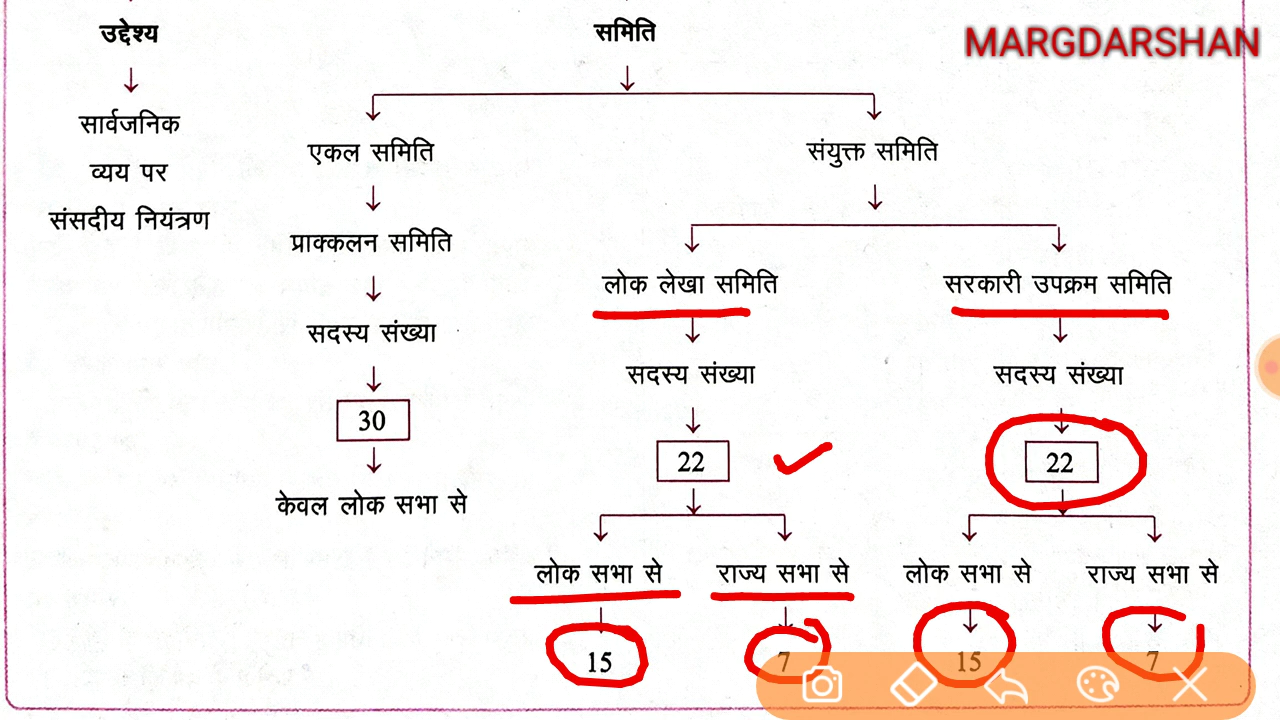 उद्देश्य
समिति
MARGDARSHAN
सार्वजनिक
व्यय पर
संसदीय नियंत्रण
एकल समिति
संयुक्त समिति
प्राक्कलन समिति
लोक लेखा समिति
सरकारी उपक्रम समिति
सदस्य संख्या
सदस्य संख्या
सदस्य संख्या
30
22
22
केवल लोक सभा से
लोक सभा से
राज्य सभा से
लोक सभा से
राज्य सभा से
15
7
15
7